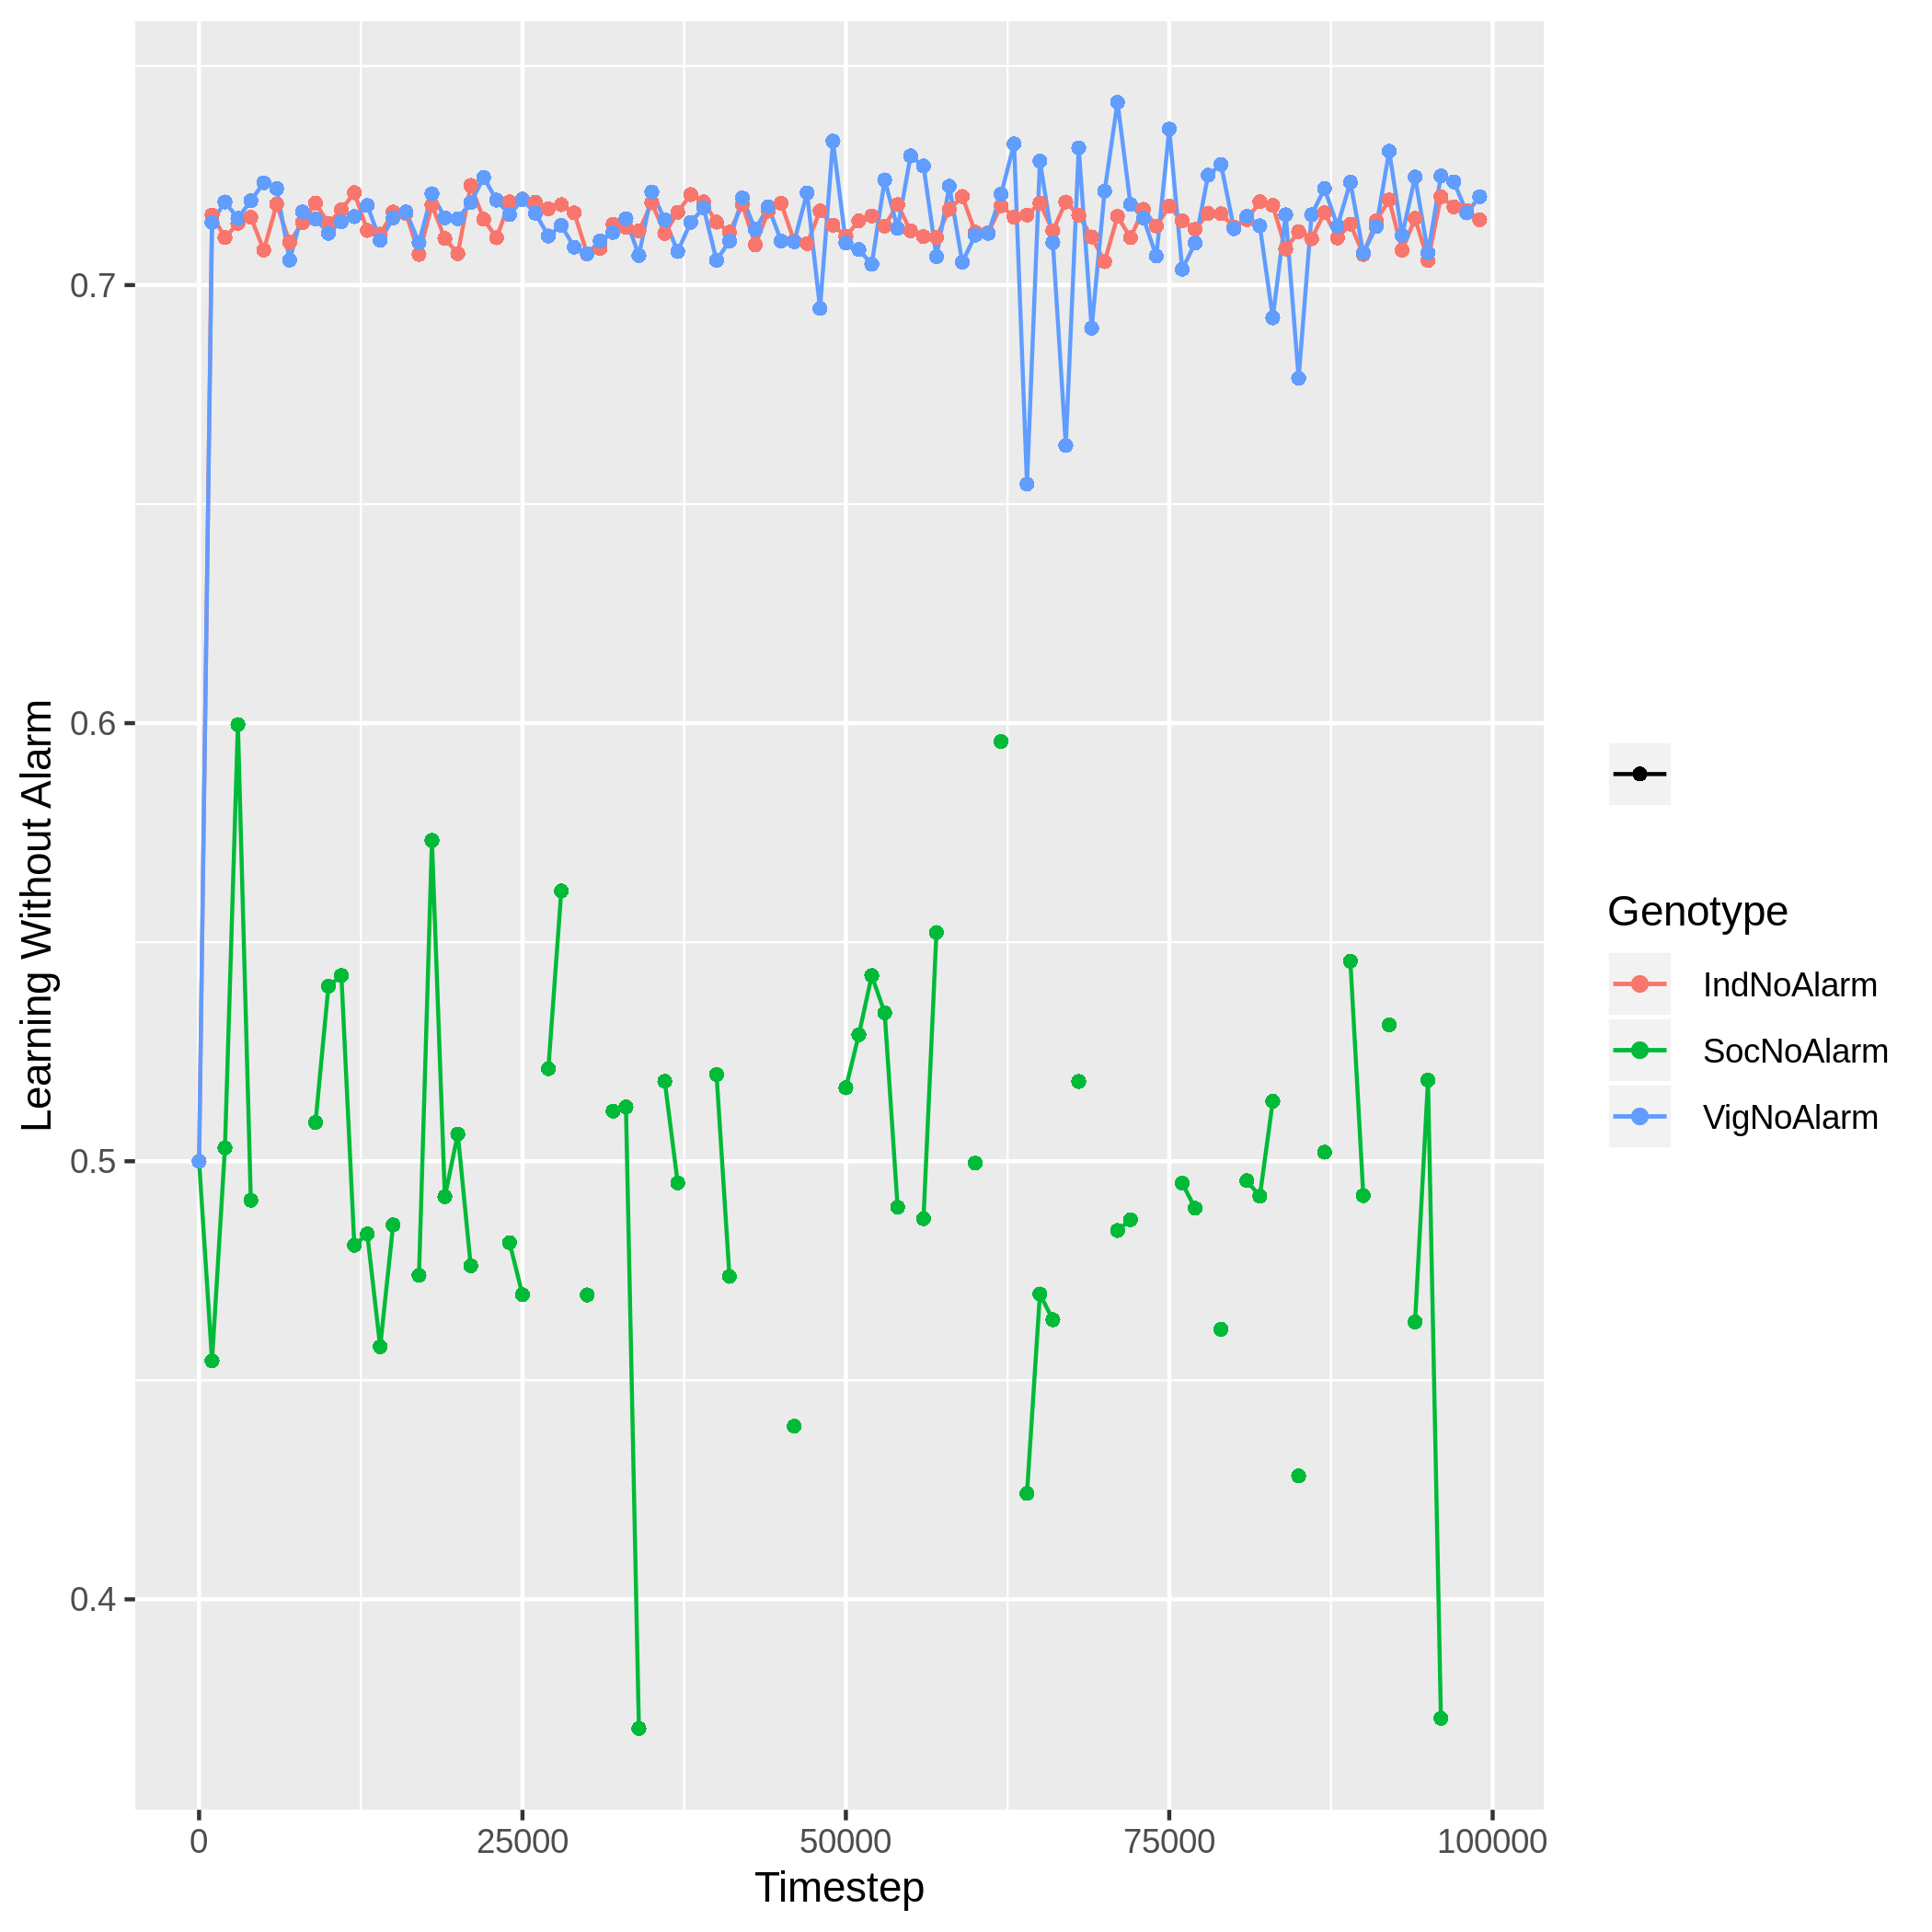 0.7
0.6
0.5
0.4
Learning Without Alarm
0
25000
50000
75000
100000
Timestep
Genotype
IndNoAlarm
SocNoAlarm
VigNoAlarm